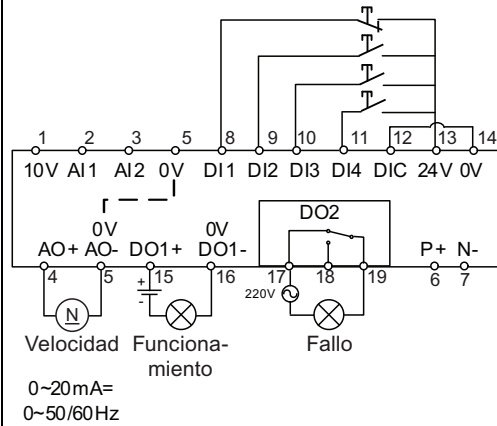 1 2 3 5 8 9 10 11 12 13 14
10V AI1 AI2 0V DI1 DI2 DI3 DI4 DIC 24V 0V
0V 0V DO2
AO+ AO- DO1+ DO1- P+ N-
4 5 15 16 17 18 19 6 7
+
-
220V
N
Velocidad Funciona- Fallo
miento
0~20mA=
0~50/60Hz